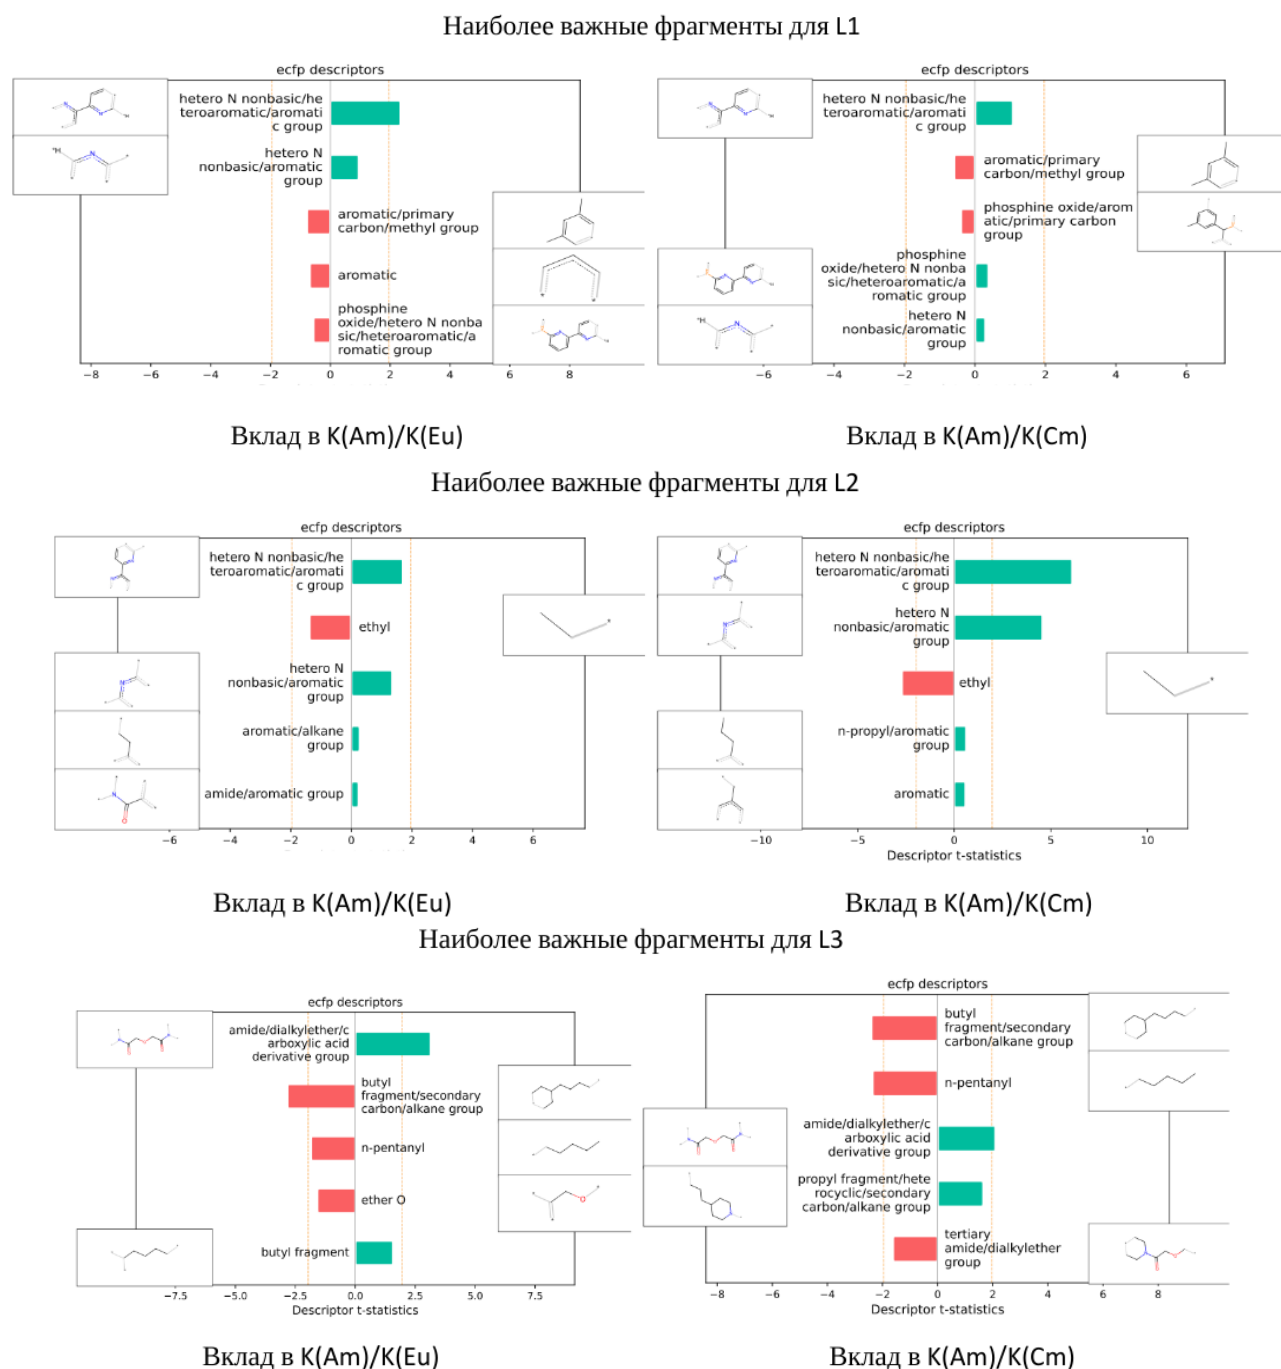 Наиболее важные фрагменты для L1
ecfp descriptors
hetero N nonbasic/he
teroaromatic/aromati
c group
hetero N
nonbasic/aromatic
group
aromatic/primary
carbon/methyl group
aromatic
phosphine
oxide/hetero N nonba
sic/heteroaromatic/a
romatic group
−8 −6 −4 −2 0 2 4 6 8
Вклад в K(Am)/K(Eu)
ecfp descriptors
hetero N nonbasic/he
teroaromatic/aromati
c group
aromatic/primary
carbon/methyl group
phosphine oxide/arom
atic/primary carbon
group
phosphine
oxide/hetero N nonba
sic/heteroaromatic/a
romatic group
hetero N
nonbasic/aromatic
group
−6 −4 −2 0 2 4 6
Вклад в K(Am)/K(Cm)
Наиболее важные фрагменты для L2
ecfp descriptors
hetero N nonbasic/he
teroaromatic/aromati
c group
ethyl
hetero N
nonbasic/aromatic
group
aromatic/alkane
group
amide/aromatic group
−6 −4 −2 0 2 4 6
Вклад в K(Am)/K(Eu)
ecfp descriptors
hetero N nonbasic/he
teroaromatic/aromati
c group
hetero N
nonbasic/aromatic
group
ethyl
n-propyl/aromatic
group
aromatic
−10 −5 0 5 10
Descriptor t-statistics
Вклад в K(Am)/K(Cm)
Наиболее важные фрагменты для L3
ecfp descriptors
amide/dialkylether/c
arboxylic acid
derivative group
butyl
fragment/secondary
carbon/alkane group
n-pentanyl
ether O
butyl fragment
−7.5 −5.0 −2.5 0.0 2.5 5.0 7.5
Descriptor t-statistics
Вклад в K(Am)/K(Eu)
ecfp descriptors
butyl
fragment/secondary
carbon/alkane group
n-pentanyl
amide/dialkylether/c
arboxylic acid
derivative group
propyl fragment/hete
rocyclic/secondary
carbon/alkane group
tertiary
amide/dialkylether
group
−8 −6 −4 −2 0 2 4 6 8
Descriptor t-statistics
Вклад в K(Am)/K(Cm)